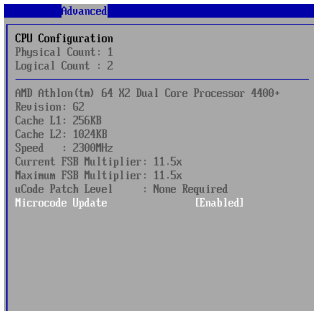 Advanced
CPU Configuration
Physical Count: 1
Logical Count : 2
AMD Athlon(tm) 64 X2 Dual Core Processor 4400+
Revision: G2
Cache L1: 256KB
Cache L2: 1024KB
Speed : 2300MHz
Current FSB Multiplier: 11.5x
Maximum FSB Multiplier: 11.5x
uCode Patch Level : None Required
Microcode Update [Enabled]